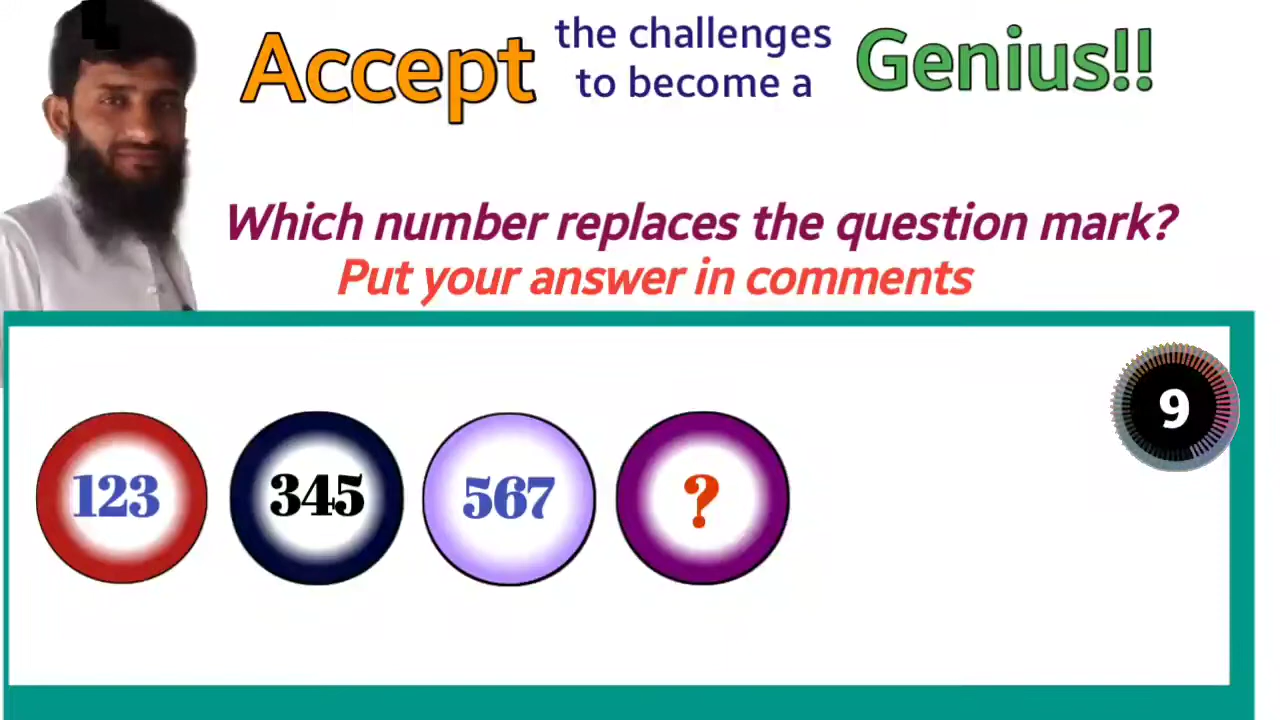 Accept the challenges to become a Genius!!
Which number replaces the question mark?
Put your answer in comments
9
123 345 567 ?